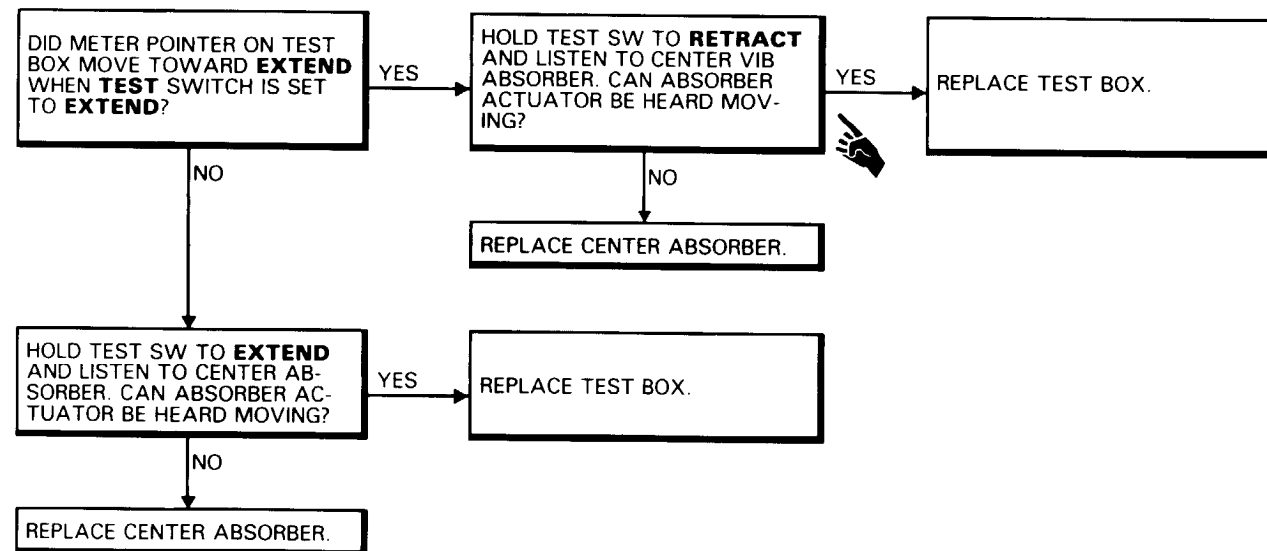 DID METER POINTER ON TEST
BOX MOVE TOWARD EXTEND
WHEN TEST SWITCH IS SET
TO EXTEND?
YES
HOLD TEST SW TO RETRACT
AND LISTEN TO CENTER VIB
ABSORBER. CAN ABSORBER
ACTUATOR BE HEARD MOV-
ING?
YES
REPLACE TEST BOX.
NO
NO
REPLACE CENTER ABSORBER.
HOLD TEST SW TO EXTEND
AND LISTEN TO CENTER AB-
SORBER. CAN ABSORBER AC-
TUATOR BE HEARD MOVING?
YES
REPLACE TEST BOX.
NO
REPLACE CENTER ABSORBER.